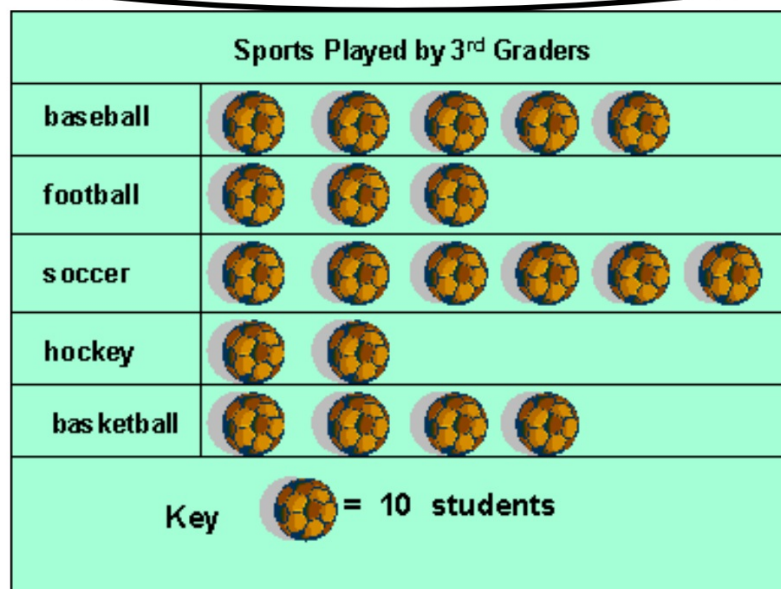 Sports Played by 3rd Graders
baseball
football
soccer
hockey
basketball
Key = 10 students